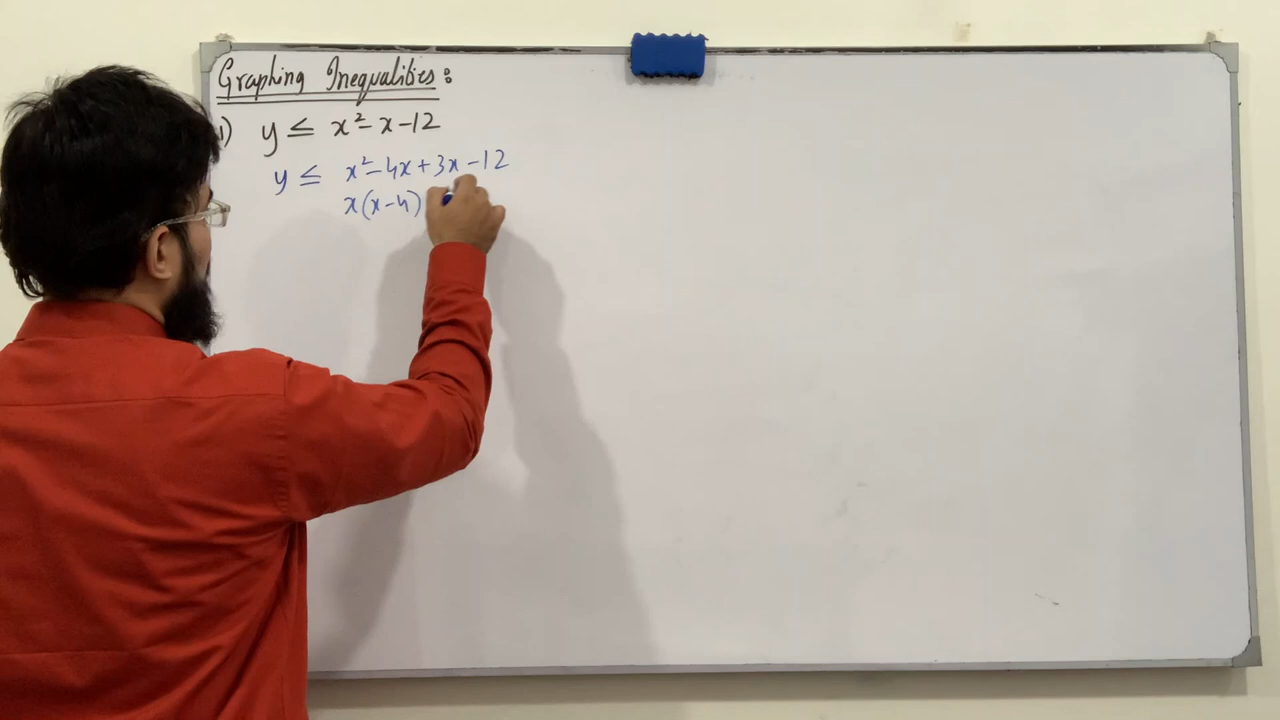 Graphing Inequalities:
1) y ≤ x² - x - 12
y ≤ x² - 4x + 3x - 12
x(x - 4)